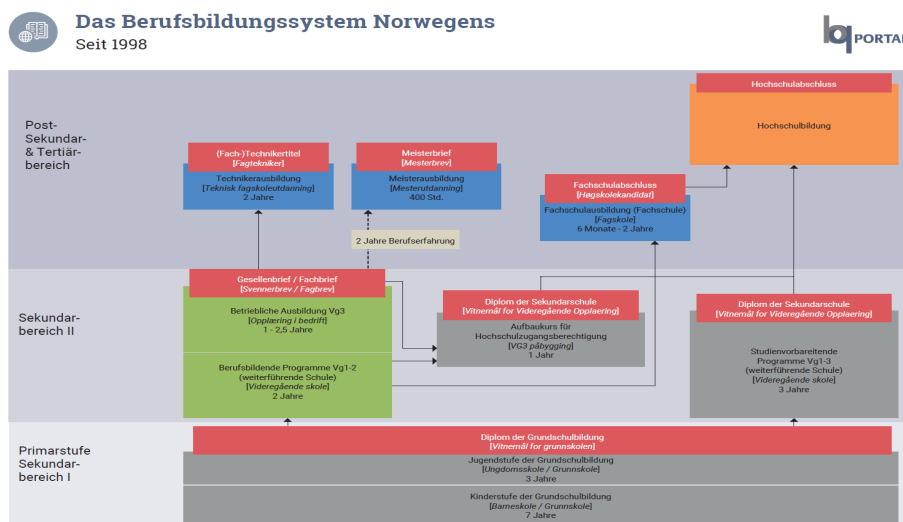 Das Berufsbildungssystem Norwegens
Seit 1998
bq PORTAL
Post-
Sekundar-
& Tertiär-
bereich
Hochschulabschluss
Hochschulbildung
(Fach-)Technikertitel
[Fagtekniker]
Technikerausbildung
[Teknisk fagskoleutdanning]
2 Jahre
Meisterbrief
[Mesterbrev]
Meisterausbildung
[Mesterutdanning]
400 Std.
Fachschulabschluss
[Høgskolekandidat]
Fachschulausbildung (Fachschule)
[Fagskole]
6 Monate - 2 Jahre
2 Jahre Berufserfahrung
Sekundar-
bereich II
Gesellenbrief / Fachbrief
[Svennerbrev / Fagbrev]
Betriebliche Ausbildung Vg3
[Opplæring i bedrift]
1 - 2,5 Jahre
Berufsbildende Programme Vg1-2
(weiterführende Schule)
[Videregående skole]
2 Jahre
Diplom der Sekundarschule
[Vitnemål for Videregående Opplaering]
Aufbaukurs für
Hochschulzugangsberechtigung
[VG3 påbygging]
1 Jahr
Diplom der Sekundarschule
[Vitnemål for Videregående Opplaering]
Studienvorbereitende
Programme Vg1-3
(weiterführende Schule)
[Videregående skole]
3 Jahre
Primarstufe
Sekundar-
bereich I
Diplom der Grundschulbildung
[Vitnemål for grunnskolen]
Jugendstufe der Grundschulbildung
[Ungdomsskole / Grunnskole]
3 Jahre
Kinderstufe der Grundschulbildung
[Barneskole / Grunnskole]
7 Jahre